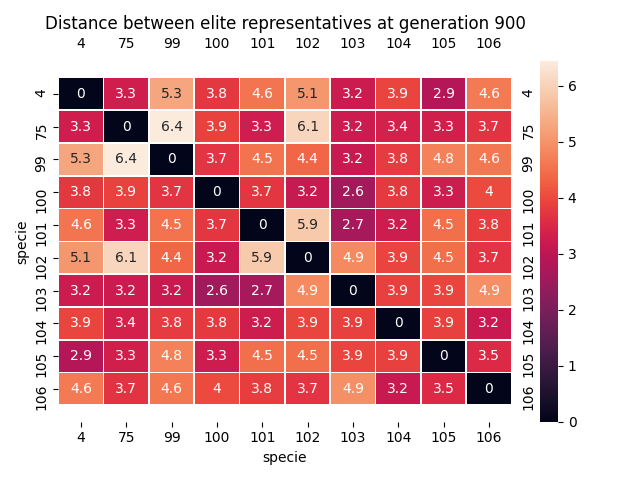 Distance between elite representatives at generation 900
4 75 99 100 101 102 103 104 105 106
4 0 3.3 5.3 3.8 4.6 5.1 3.2 3.9 2.9 4.6 4
75 3.3 0 6.4 3.9 3.3 6.1 3.2 3.4 3.3 3.7 75
99 5.3 6.4 0 3.7 4.5 4.4 3.2 3.8 4.8 4.6 99
100 3.8 3.9 3.7 0 3.7 3.2 2.6 3.8 3.3 4 100
101 4.6 3.3 4.5 3.7 0 5.9 2.7 3.2 4.5 3.8 101
102 5.1 6.1 4.4 3.2 5.9 0 4.9 3.9 4.5 3.7 102
103 3.2 3.2 3.2 2.6 2.7 4.9 0 3.9 3.9 4.9 103
104 3.9 3.4 3.8 3.8 3.2 3.9 3.9 0 3.9 3.2 104
105 2.9 3.3 4.8 3.3 4.5 4.5 3.9 3.9 0 3.5 105
106 4.6 3.7 4.6 4 3.8 3.7 4.9 3.2 3.5 0 106
4 75 99 100 101 102 103 104 105 106
specie
specie
6
5
4
3
2
1
0